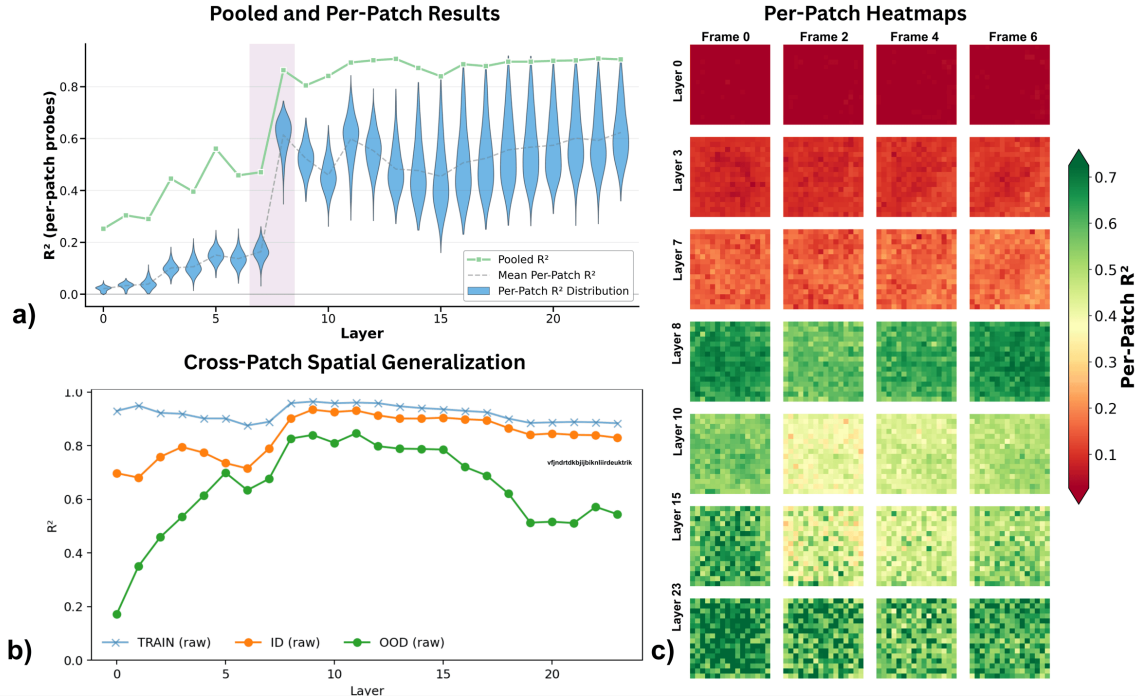 Pooled and Per-Patch Results
R² (per-patch probes)
0.8
0.6
0.4
0.2
0.0
Pooled R²
Mean Per-Patch R²
Per-Patch R² Distribution
0 5 10 15 20
Layer
a)
Cross-Patch Spatial Generalization
R²
1.0
0.8
0.6
0.4
0.2
0.0
vfjndrtdkbjijbiknliirdeuktrik
TRAIN (raw) ID (raw) OOD (raw)
0 5 10 15 20
Layer
b)
Per-Patch Heatmaps
Frame 0 Frame 2 Frame 4 Frame 6
Layer 0
Layer 3
Layer 7
Layer 8
Layer 10
Layer 15
Layer 23
0.7
0.6
0.5
0.4
0.3
0.2
0.1
Per-Patch R²
c)